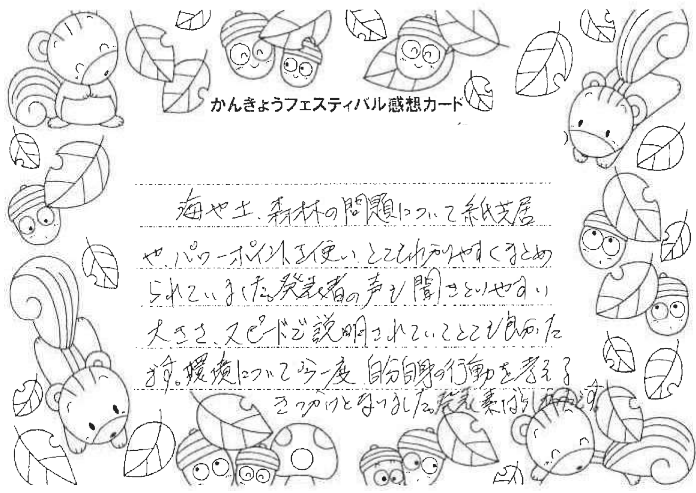 かんきょうフェスティバル感想カード
海や土、森林の問題について紙芝居
や、パワーポイントを使い とてもわかりやすくまとめ
られていました。発表者の声も聞きとりやすい
大きさ、スピードで説明されていてとても良かった
です。環境について今一度 自分自身の行動を考える
きっかけとなりました。発表